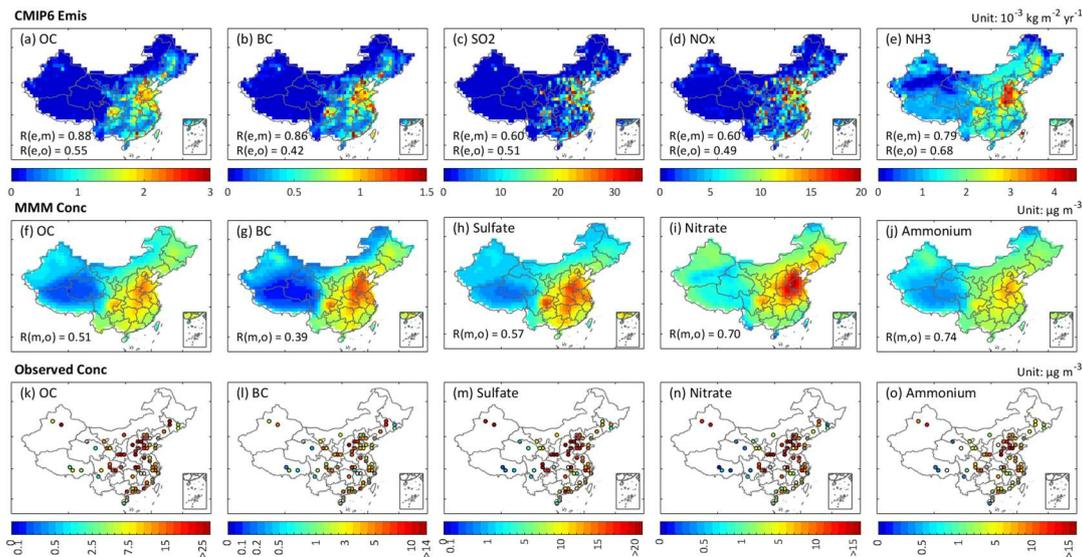 CMIP6 Emis
Unit: 10⁻³ kg m⁻² yr⁻¹
(a) OC
(b) BC
(c) SO2
(d) NOx
(e) NH3
R(e,m) = 0.88
R(e,o) = 0.55
R(e,m) = 0.86
R(e,o) = 0.42
R(e,m) = 0.60
R(e,o) = 0.51
R(e,m) = 0.60
R(e,o) = 0.49
R(e,m) = 0.79
R(e,o) = 0.68
0 1 2 3
0 0.5 1 1.5
0 10 20 30
0 5 10 15 20
0 1 2 3 4
MMM Conc
Unit: μg m⁻³
(f) OC
(g) BC
(h) Sulfate
(i) Nitrate
(j) Ammonium
R(m,o) = 0.51
R(m,o) = 0.39
R(m,o) = 0.57
R(m,o) = 0.70
R(m,o) = 0.74
Observed Conc
Unit: μg m⁻³
(k) OC
(l) BC
(m) Sulfate
(n) Nitrate
(o) Ammonium
0 0.1 0.5 2.5 7.5 15 >25
0 0.1 0.2 0.5 1 3 5 10 >14
0.1 1 5 10 >20
0 0.5 1 5 10 >15
0 0.5 1 5 10 >15